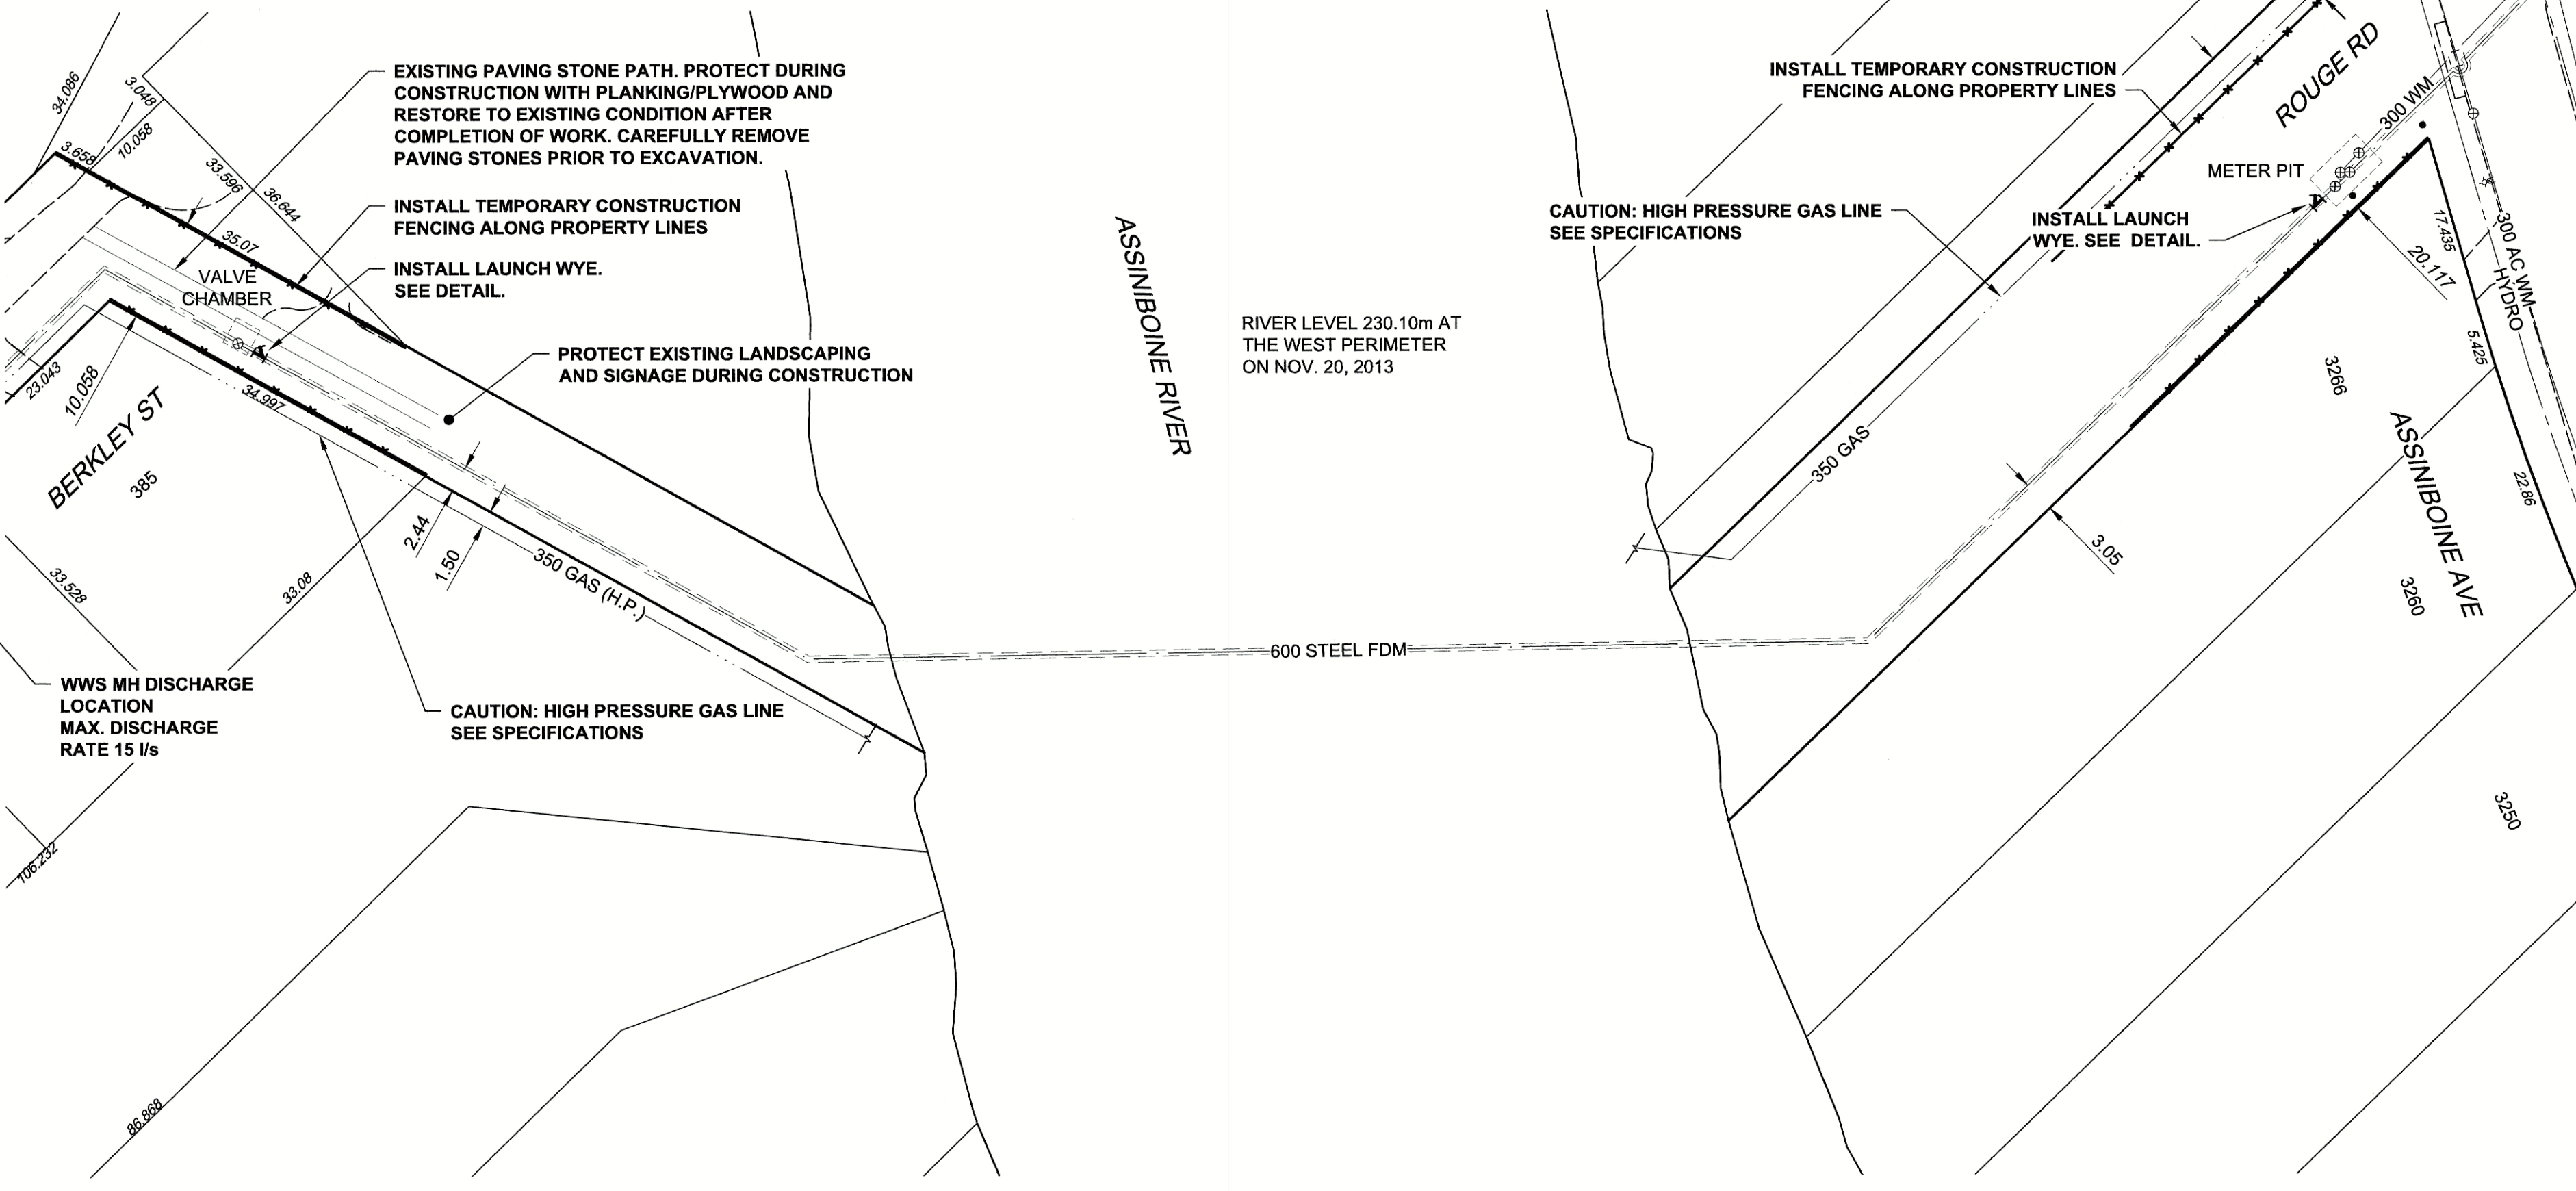 34.086
3.048
10.058
3.658
33.596
36.644
35.07
EXISTING PAVING STONE PATH. PROTECT DURING
CONSTRUCTION WITH PLANKING/PLYWOOD AND
RESTORE TO EXISTING CONDITION AFTER
COMPLETION OF WORK. CAREFULLY REMOVE
PAVING STONES PRIOR TO EXCAVATION.
INSTALL TEMPORARY CONSTRUCTION
FENCING ALONG PROPERTY LINES
INSTALL LAUNCH WYE.
SEE DETAIL.
VALVE
CHAMBER
PROTECT EXISTING LANDSCAPING
AND SIGNAGE DURING CONSTRUCTION
23.043
10.058
34.997
BERKLEY ST
385
2.44
1.50
350 GAS (H.P.)
33.528
33.08
WWS MH DISCHARGE
LOCATION
MAX. DISCHARGE
RATE 15 l/s
CAUTION: HIGH PRESSURE GAS LINE
SEE SPECIFICATIONS
106.232
86.868
ASSINIBOINE RIVER
RIVER LEVEL 230.10m AT
THE WEST PERIMETER
ON NOV. 20, 2013
600 STEEL FDM
INSTALL TEMPORARY CONSTRUCTION
FENCING ALONG PROPERTY LINES
ROUGE RD
300 WM
METER PIT
CAUTION: HIGH PRESSURE GAS LINE
SEE SPECIFICATIONS
INSTALL LAUNCH
WYE. SEE DETAIL.
17.435
20.117
300 AC WM
HYDRO
5.425
350 GAS
3266
ASSINIBOINE AVE
22.86
3.05
3260
3250